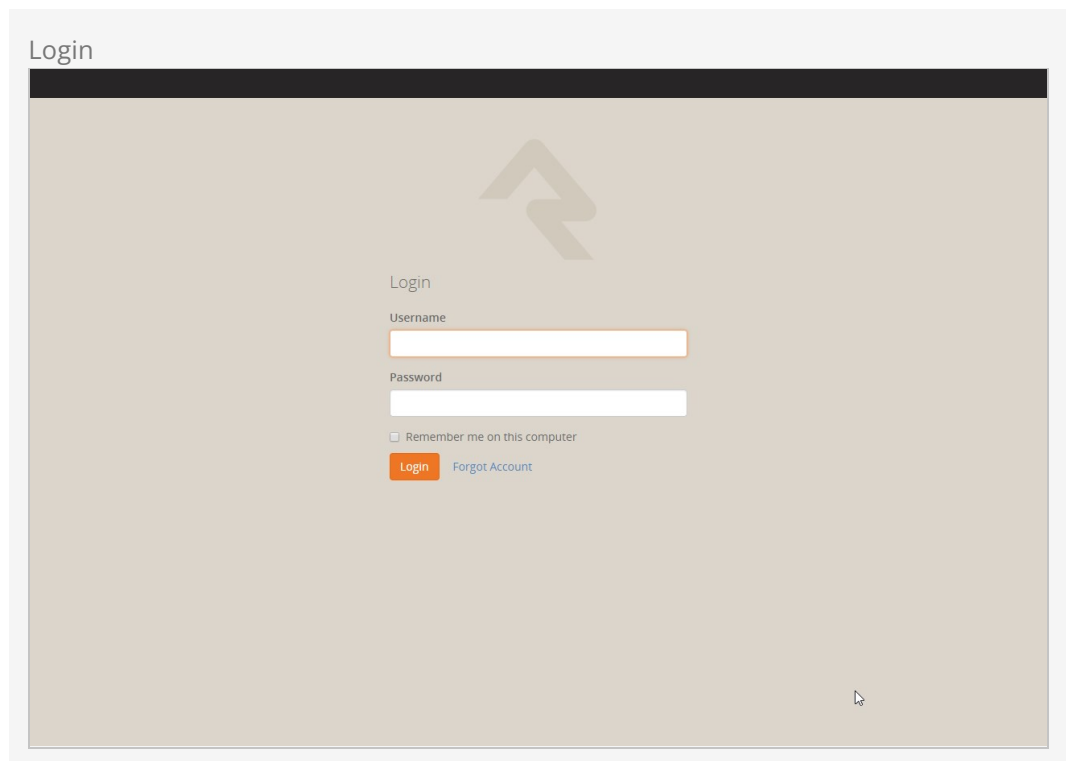 Login
Login
Username
Password
Remember me on this computer
Login Forgot Account